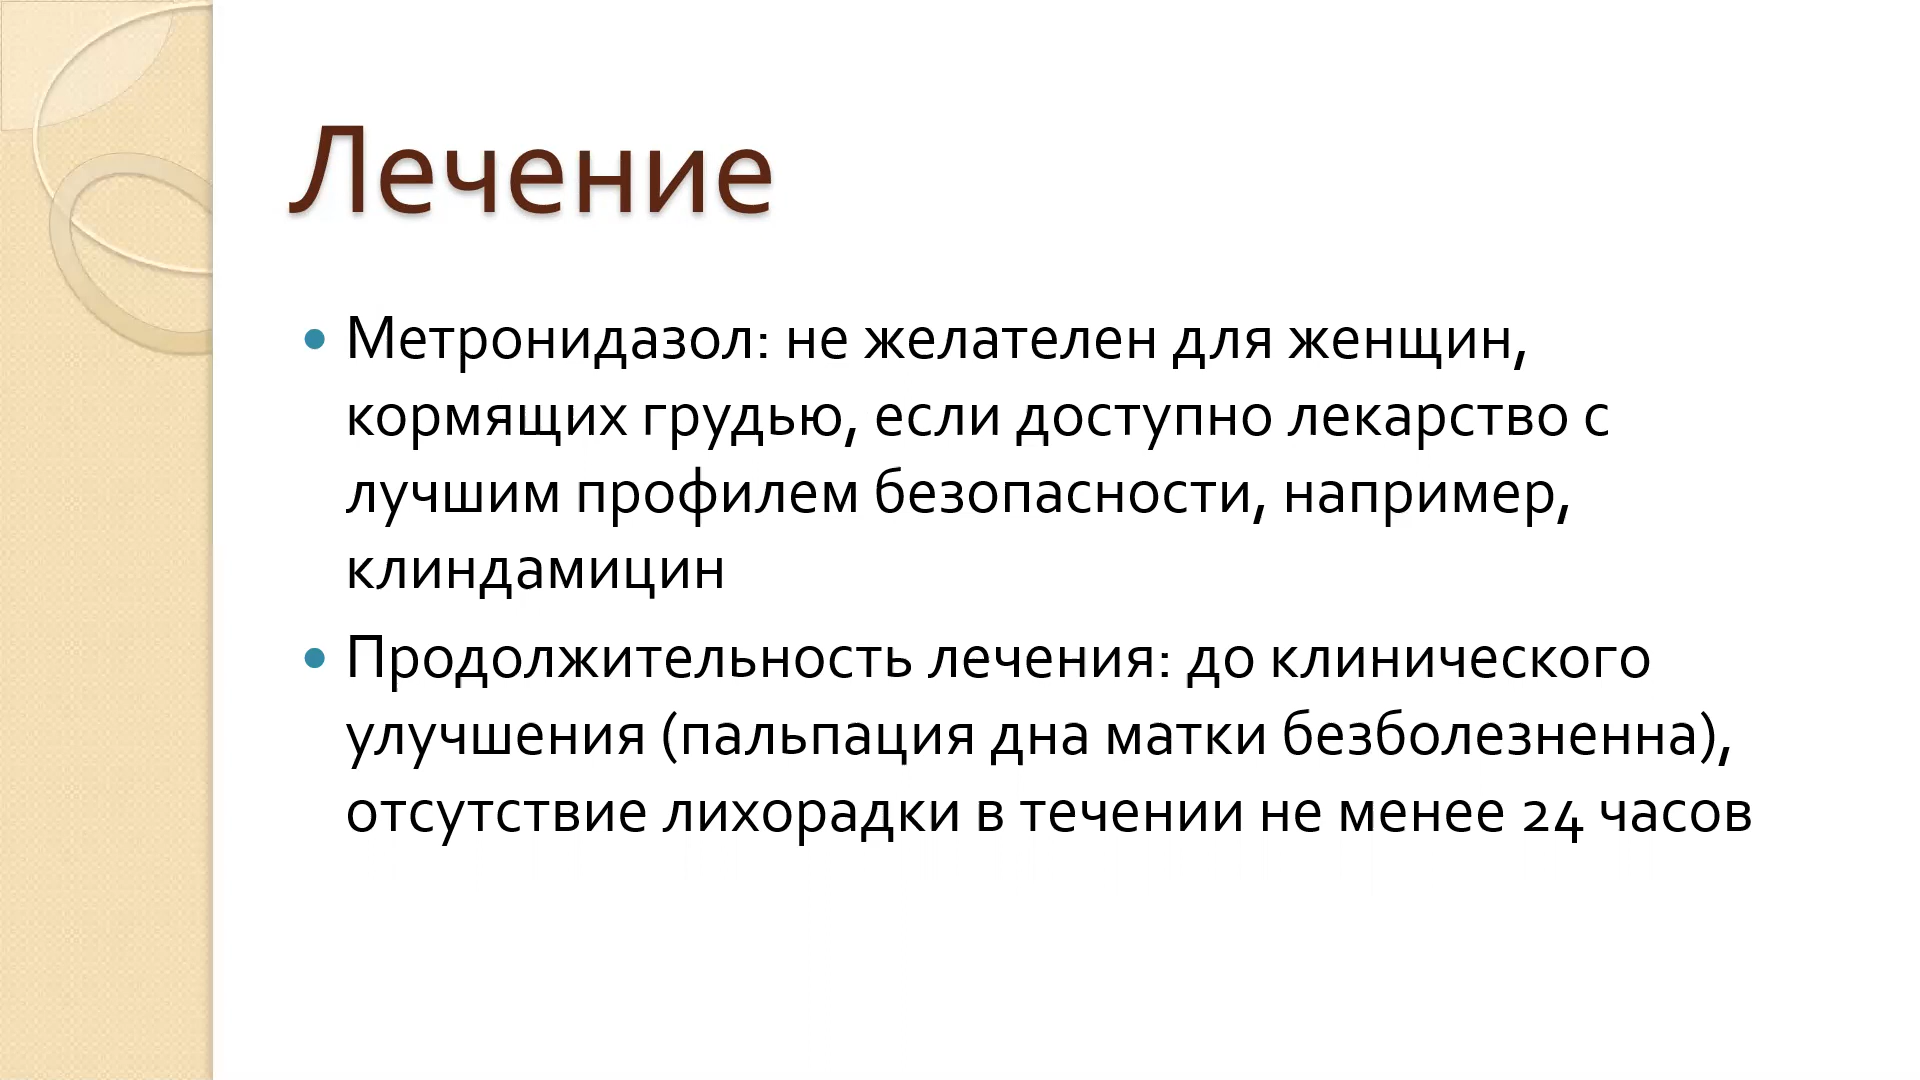 Лечение
• Метронидазол: не желателен для женщин,
кормящих грудью, если доступно лекарство с
лучшим профилем безопасности, например,
клиндамицин
• Продолжительность лечения: до клинического
улучшения (пальпация дна матки безболезненна),
отсутствие лихорадки в течении не менее 24 часов